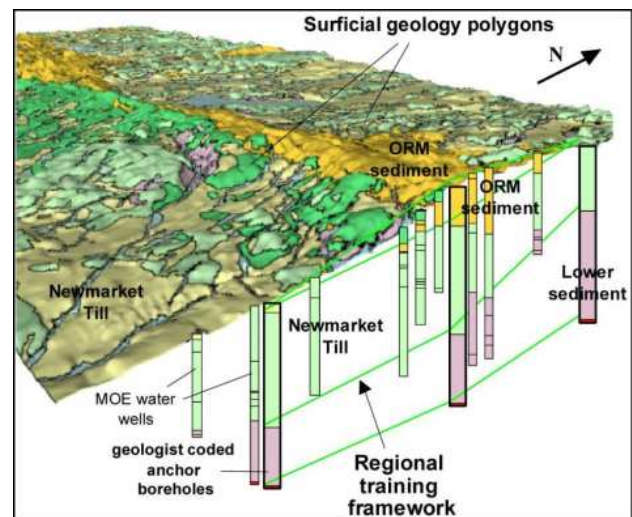 Surficial geology polygons
N
ORM
sediment
ORM
sediment
Lower
sediment
Newmarket
Till
Newmarket
Till
MOE water
wells
geologist coded
anchor
boreholes
Regional
training
framework